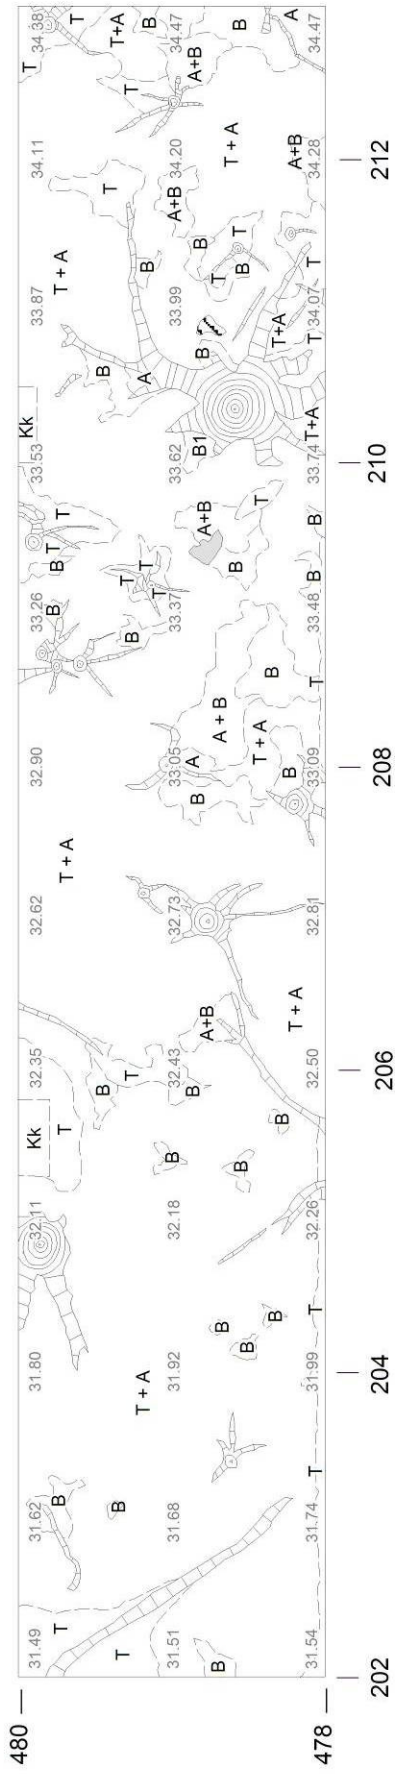 480
Kk Kk T
31.49 31.62 31.80 32.11 32.35 32.62 32.90 33.26 33.53 33.87 34.11 34.38
T B T T + A B B T T T + A T
T B B T B T B T T T+A
T + A T T A B B
31.51 31.68 31.92 32.18 32.43 32.73 33.05 33.37 33.62 33.99 34.20 34.47
B B B A+B B A A+B B1 B B A+B A+B
B B B A + B B T B T T + A B
B B T + A B T + A B T T+A A+B A
31.54 31.74 31.99 32.26 32.50 32.81 33.09 33.48 33.74 34.07 34.28 34.47
T T T B B T+A T T
478
202 204 206 208 210 212